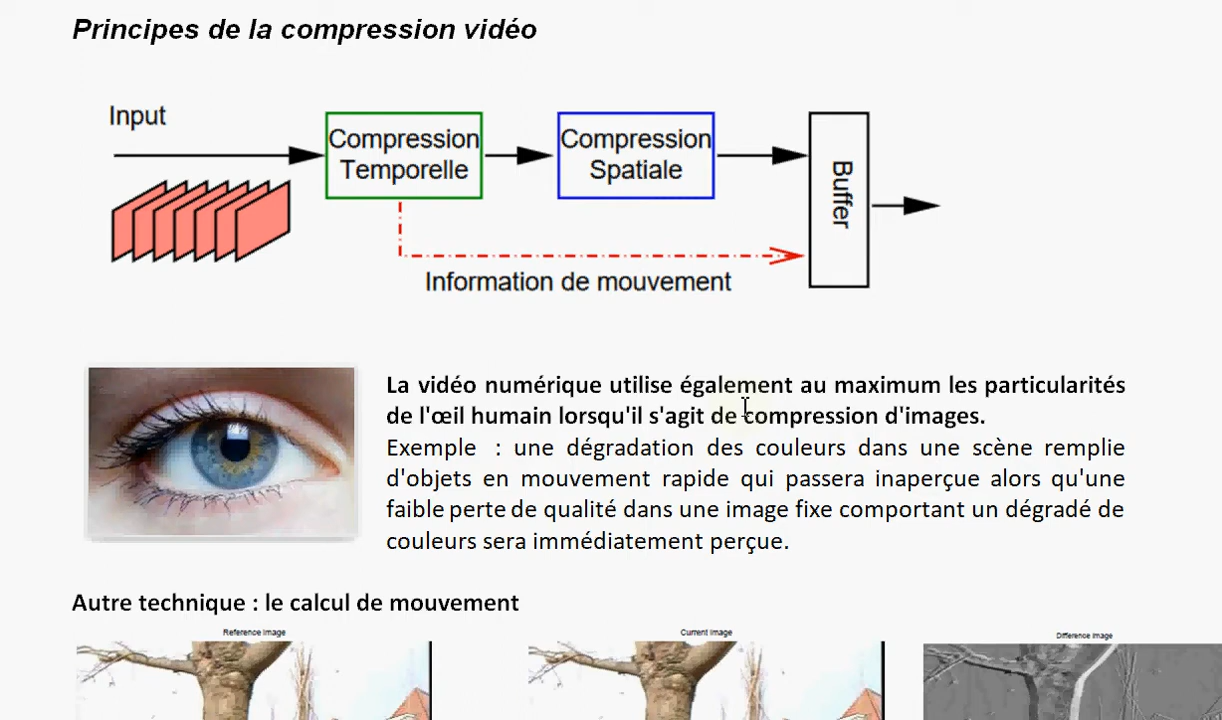 Principes de la compression vidéo
Input
Compression
Temporelle
Compression
Spatiale
Buffer
Information de mouvement
La vidéo numérique utilise également au maximum les particularités
de l'œil humain lorsqu'il s'agit de compression d'images.
Exemple : une dégradation des couleurs dans une scène remplie
d'objets en mouvement rapide qui passera inaperçue alors qu'une
faible perte de qualité dans une image fixe comportant un dégradé de
couleurs sera immédiatement perçue.
Autre technique : le calcul de mouvement
Reference Image
Current Image
Difference Image